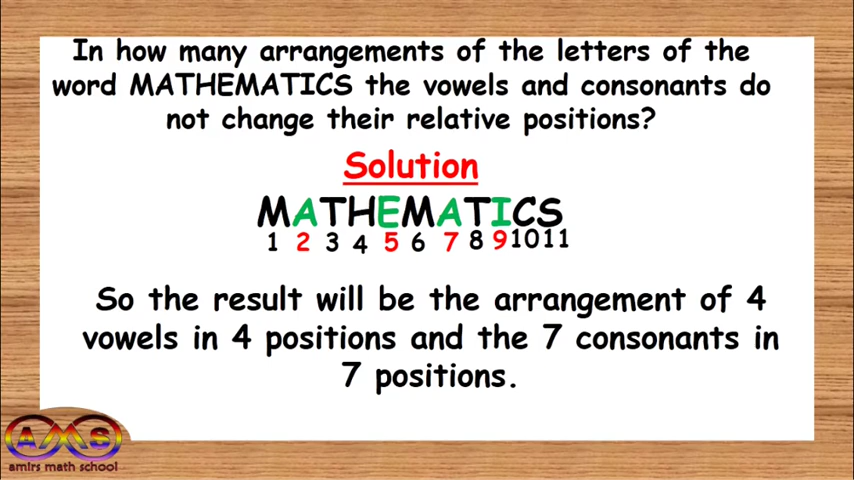 In how many arrangements of the letters of the
word MATHEMATICS the vowels and consonants do
not change their relative positions?
Solution
MATHEMATICS
1 2 3 4 5 6 7 8 9 10 11
So the result will be the arrangement of 4
vowels in 4 positions and the 7 consonants in
7 positions.
AMS
amirs math school